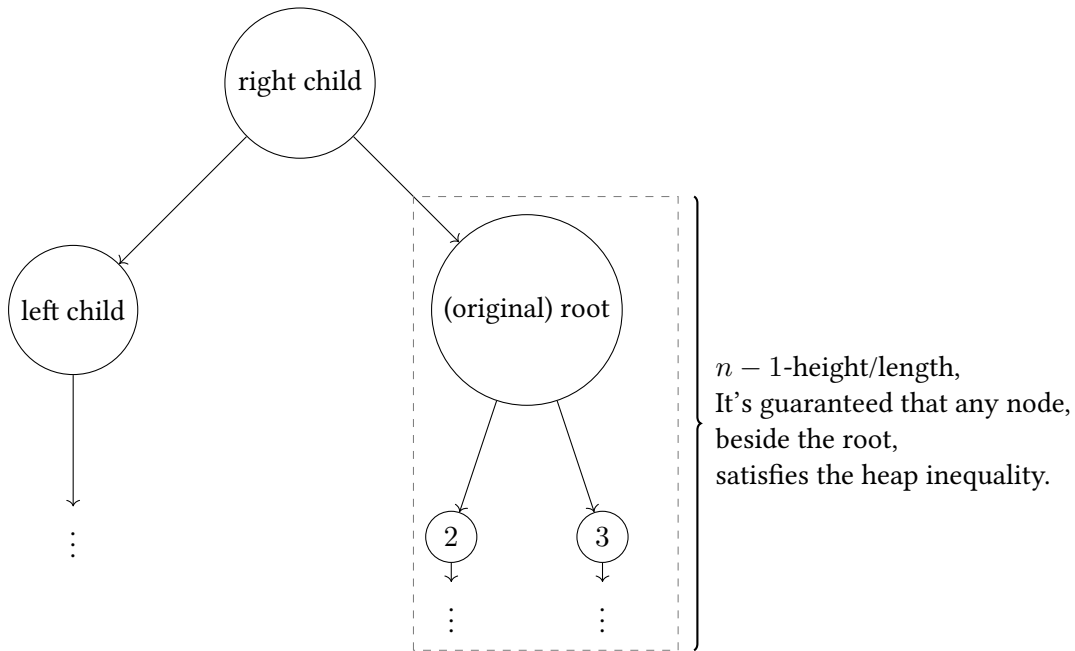 right child
left child
(original) root
n − 1-height/length,
It's guaranteed that any node,
beside the root,
satisfies the heap inequality.
2
3
⋮
⋮
⋮